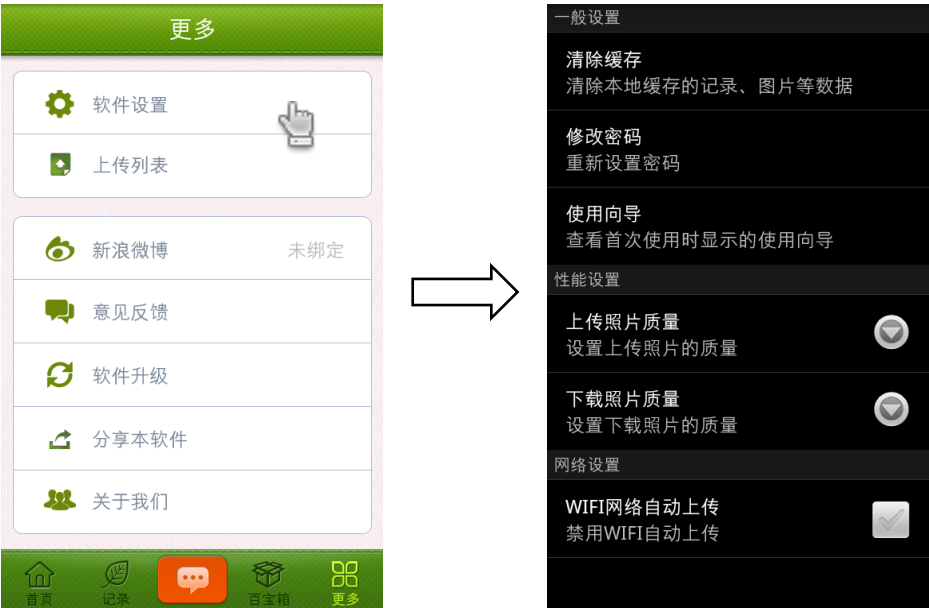 更多
软件设置
上传列表
新浪微博 未绑定
意见反馈
软件升级
分享本软件
关于我们
首页 记录 百宝箱 更多
一般设置
清除缓存
清除本地缓存的记录、图片等数据
修改密码
重新设置密码
使用向导
查看首次使用时显示的使用向导
性能设置
上传照片质量
设置上传照片的质量
下载照片质量
设置下载照片的质量
网络设置
WIFI网络自动上传
禁用WIFI自动上传